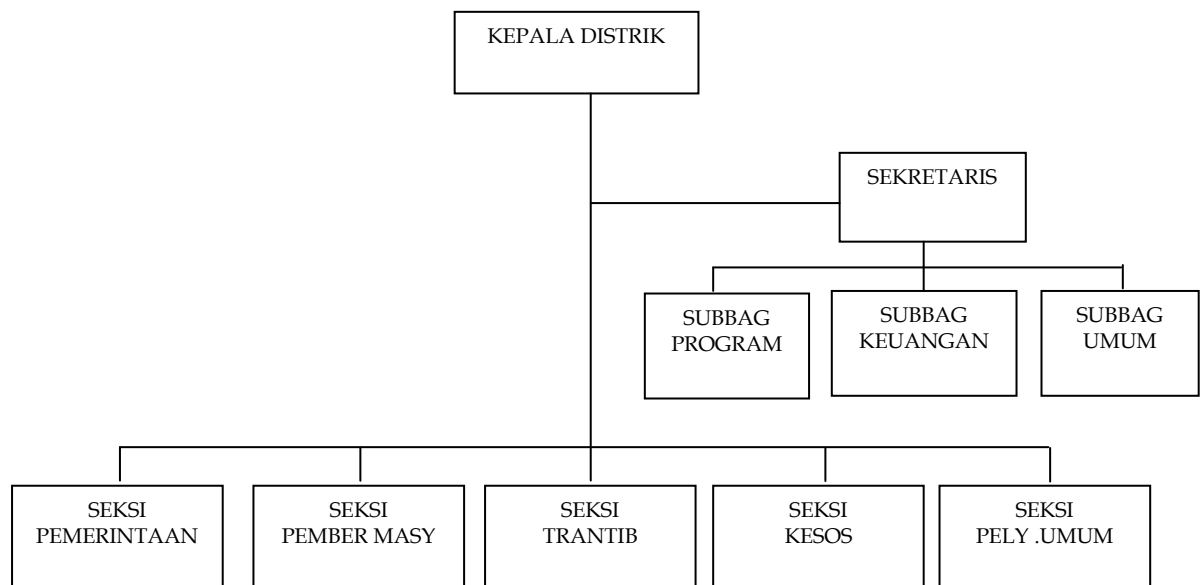 KEPALA DISTRIK
SEKRETARIS
SUBBAG
PROGRAM
SUBBAG
KEUANGAN
SUBBAG
UMUM
SEKSI
PEMERINTAAN
SEKSI
PEMBER MASY
SEKSI
TRANTIB
SEKSI
KESOS
SEKSI
PELY .UMUM